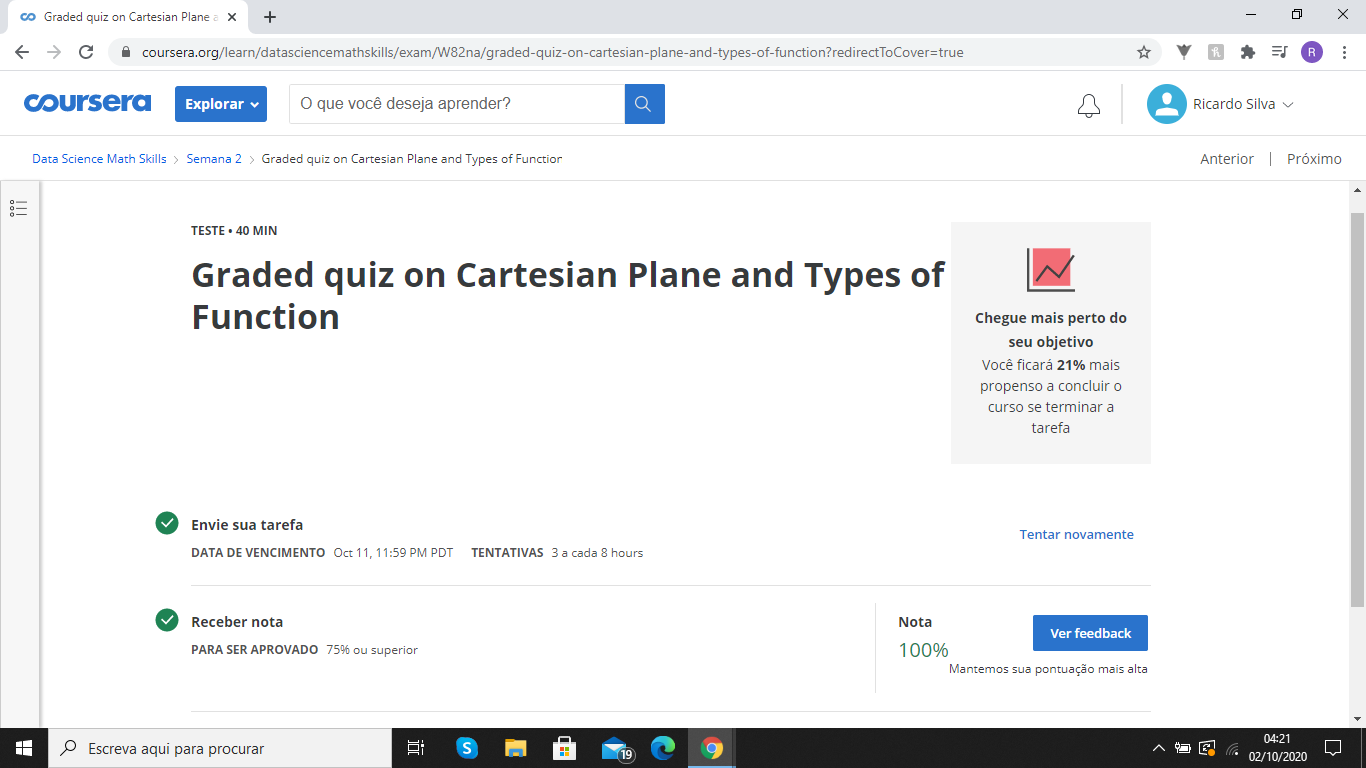 Graded quiz on Cartesian Plane a
coursera.org/learn/datasciencemathskills/exam/W82na/graded-quiz-on-cartesian-plane-and-types-of-function?redirectToCover=true
R
coursera
Explorar
O que você deseja aprender?
Ricardo Silva
Data Science Math Skills > Semana 2 > Graded quiz on Cartesian Plane and Types of Function
Anterior | Próximo
TESTE • 40 MIN
Graded quiz on Cartesian Plane and Types of
Function
Chegue mais perto do
seu objetivo
Você ficará 21% mais
propenso a concluir o
curso se terminar a
tarefa
Envie sua tarefa
DATA DE VENCIMENTO Oct 11, 11:59 PM PDT TENTATIVAS 3 a cada 8 hours
Tentar novamente
Receber nota
PARA SER APROVADO 75% ou superior
Nota
100%
Ver feedback
Mantemos sua pontuação mais alta
Escreva aqui para procurar
19
04:21
02/10/2020